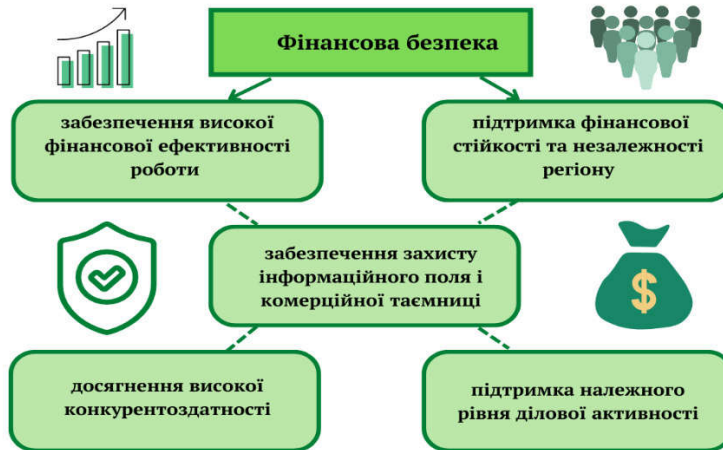 Фінансова безпека
забезпечення високої
фінансової ефективності
роботи
підтримка фінансової
стійкості та незалежності
регіону
забезпечення захисту
інформаційного поля і
комерційної таємниці
досягнення високої
конкурентоздатності
підтримка належного
рівня ділової активності
$